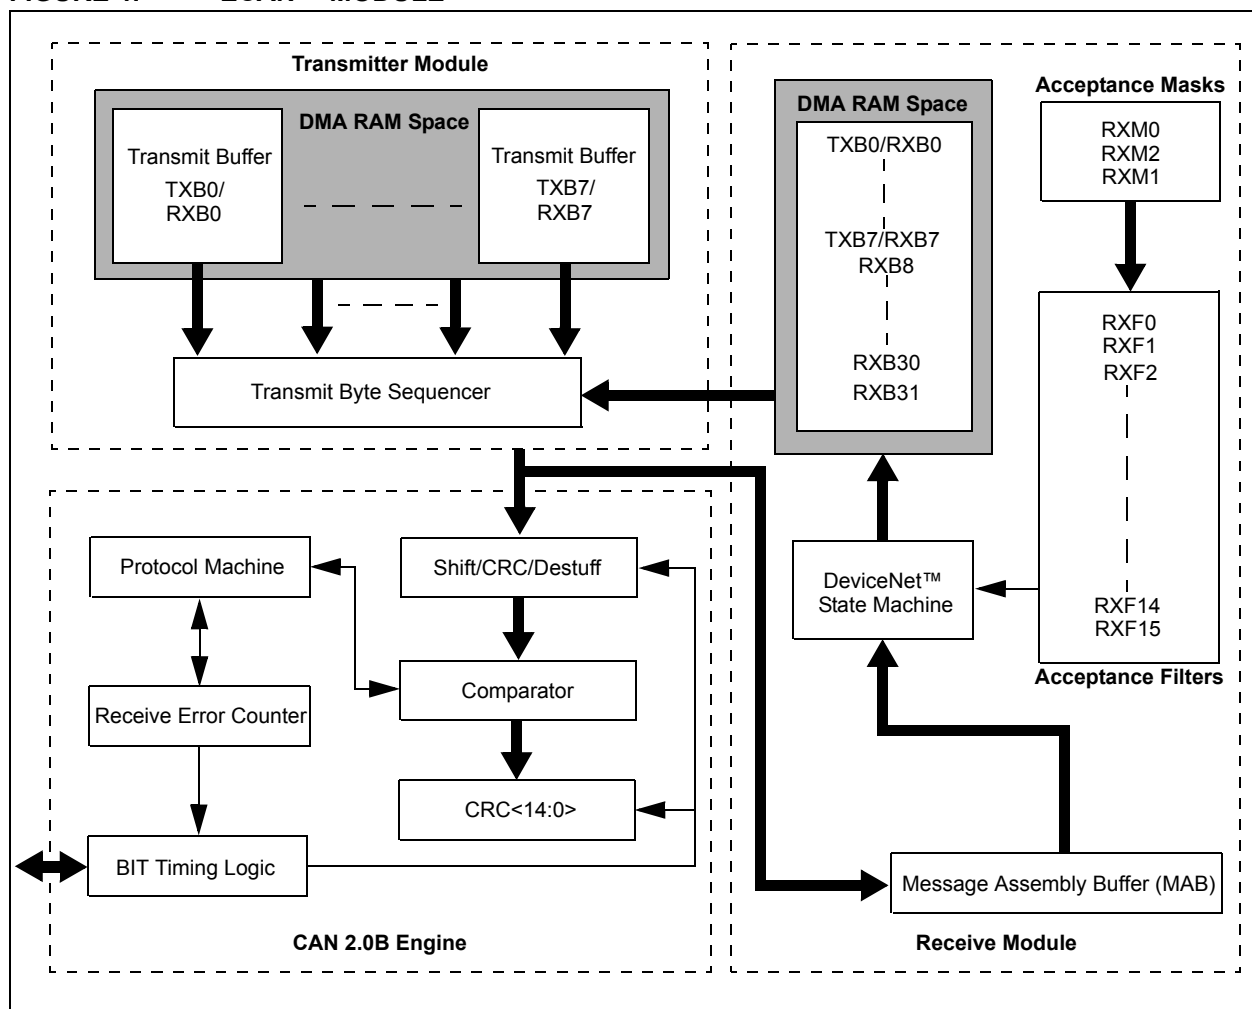 Transmitter Module
DMA RAM Space
Transmit Buffer
TXB0/
RXB0
Transmit Buffer
TXB7/
RXB7
Transmit Byte Sequencer
DMA RAM Space
TXB0/RXB0
TXB7/RXB7
RXB8
RXB30
RXB31
Acceptance Masks
RXM0
RXM2
RXM1
RXF0
RXF1
RXF2
RXF14
RXF15
Acceptance Filters
DeviceNet™
State Machine
Message Assembly Buffer (MAB)
Receive Module
Protocol Machine
Shift/CRC/Destuff
Receive Error Counter
Comparator
CRC<14:0>
BIT Timing Logic
CAN 2.0B Engine